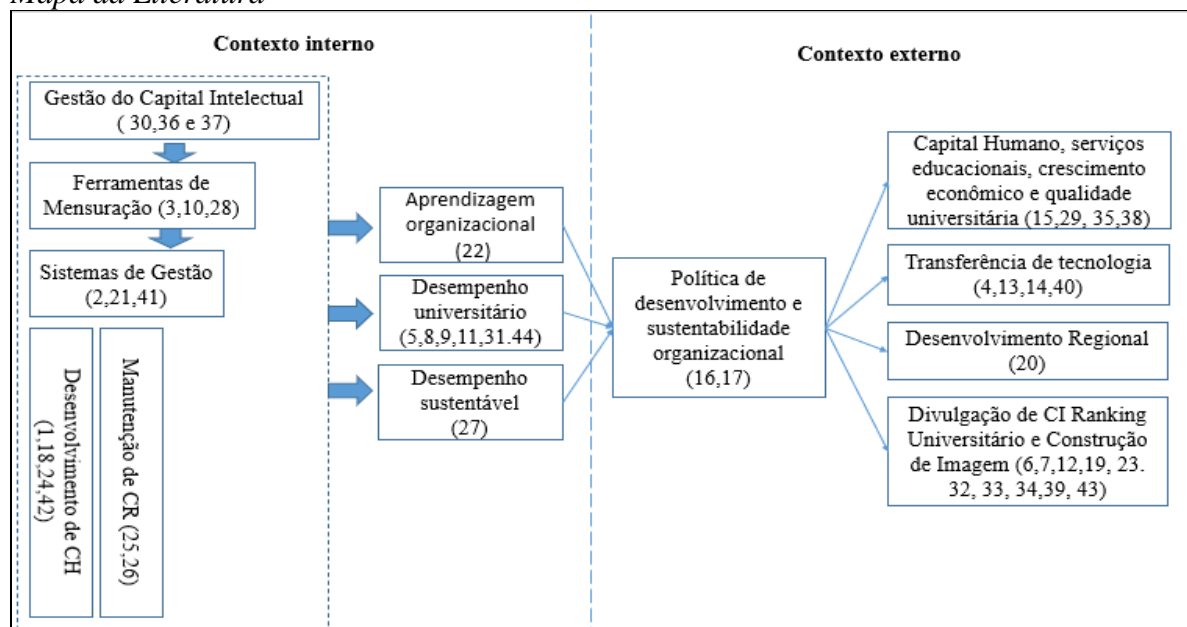 Mapa da Literatura
Contexto interno
Gestão do Capital Intelectual
( 30,36 e 37)
Ferramentas de
Mensuração (3,10,28)
Sistemas de Gestão
(2,21,41)
Desenvolvimento de CH
(1,18,24,42)
Manutenção de CR (25,26)
Aprendizagem
organizacional
(22)
Desempenho
universitário
(5,8,9,11,31.44)
Desempenho
sustentável
(27)
Contexto externo
Política de
desenvolvimento e
sustentabilidade
organizacional
(16,17)
Capital Humano, serviços
educacionais, crescimento
econômico e qualidade
universitária (15,29, 35,38)
Transferência de tecnologia
(4,13,14,40)
Desenvolvimento Regional
(20)
Divulgação de CI Ranking
Universitário e Construção
de Imagem (6,7,12,19, 23.
32, 33, 34,39, 43)